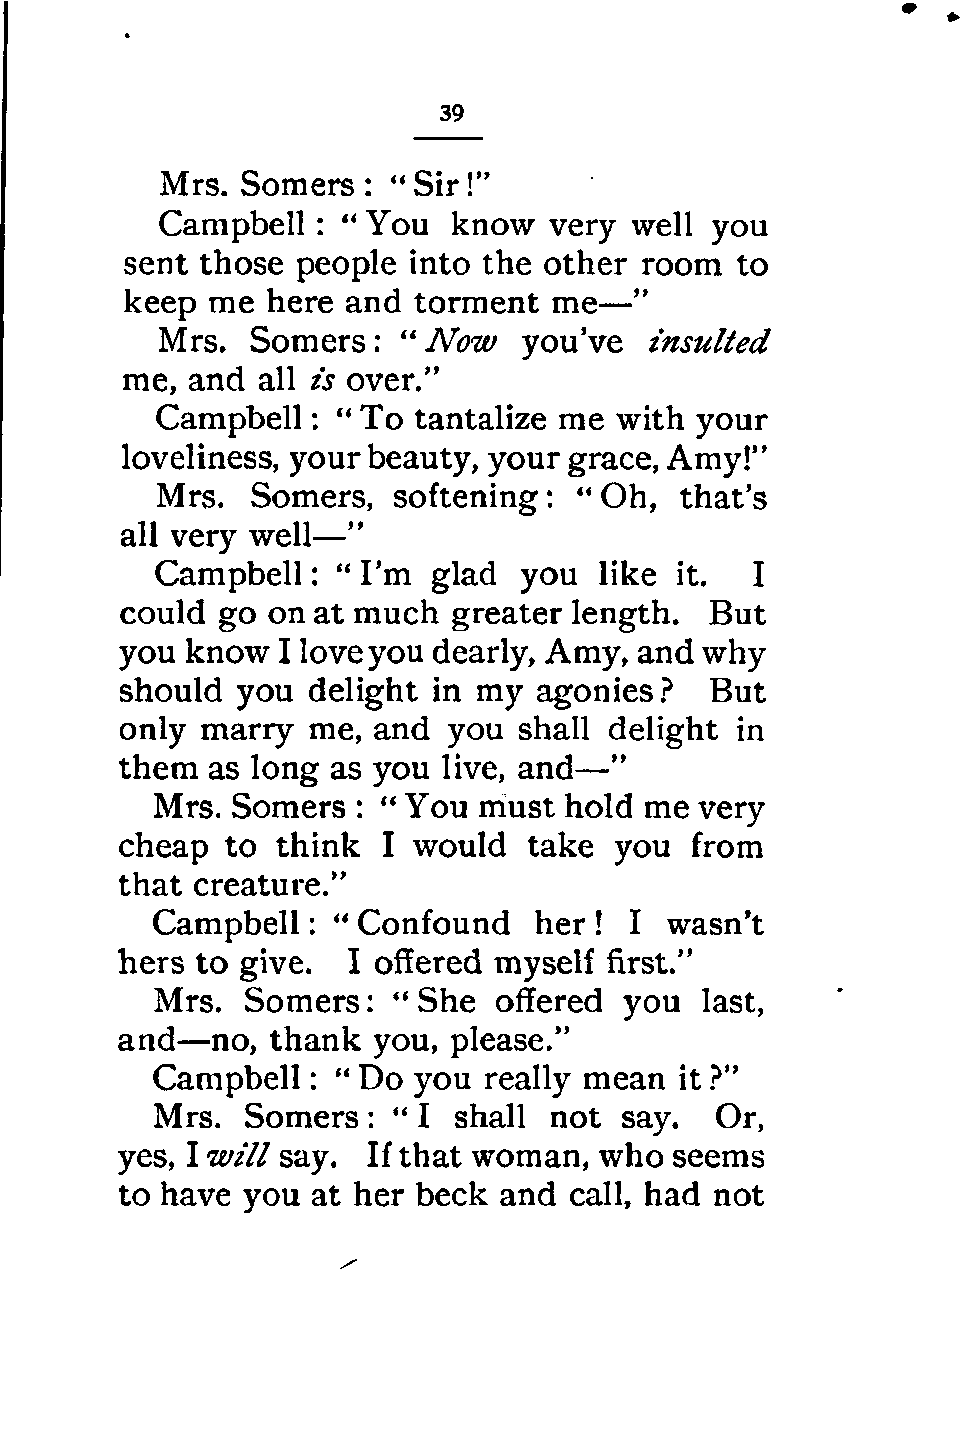 39
Mrs. Somers : "Sir!"
Campbell : "You know very well you
sent those people into the other room to
keep me here and torment me—"
Mrs. Somers: "Now you've insulted
me, and all is over."
Campbell : "To tantalize me with your
loveliness, your beauty, your grace, Amy!"
Mrs. Somers, softening: "Oh, that's
all very well—"
Campbell: "I'm glad you like it. I
could go on at much greater length. But
you know I love you dearly, Amy, and why
should you delight in my agonies? But
only marry me, and you shall delight in
them as long as you live, and—"
Mrs. Somers : "You must hold me very
cheap to think I would take you from
that creature."
Campbell: "Confound her! I wasn't
hers to give. I offered myself first."
Mrs. Somers: "She offered you last,
and—no, thank you, please."
Campbell : "Do you really mean it?"
Mrs. Somers: "I shall not say. Or,
yes, I will say. If that woman, who seems
to have you at her beck and call, had not